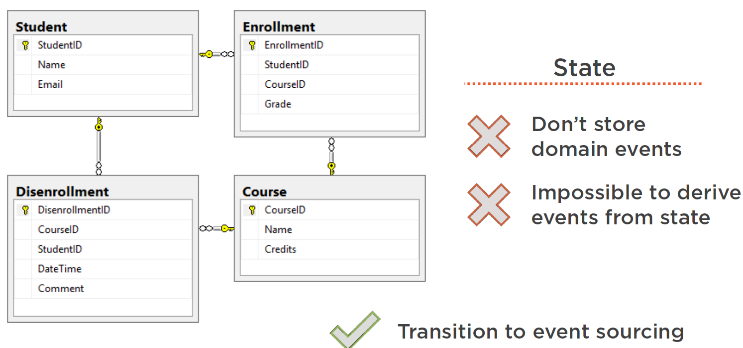 Student
StudentID
Name
Email
Enrollment
EnrollmentID
StudentID
CourseID
Grade
Disenrollment
DisenrollmentID
CourseID
StudentID
DateTime
Comment
Course
CourseID
Name
Credits
State
Don’t store
domain events
Impossible to derive
events from state
Transition to event sourcing